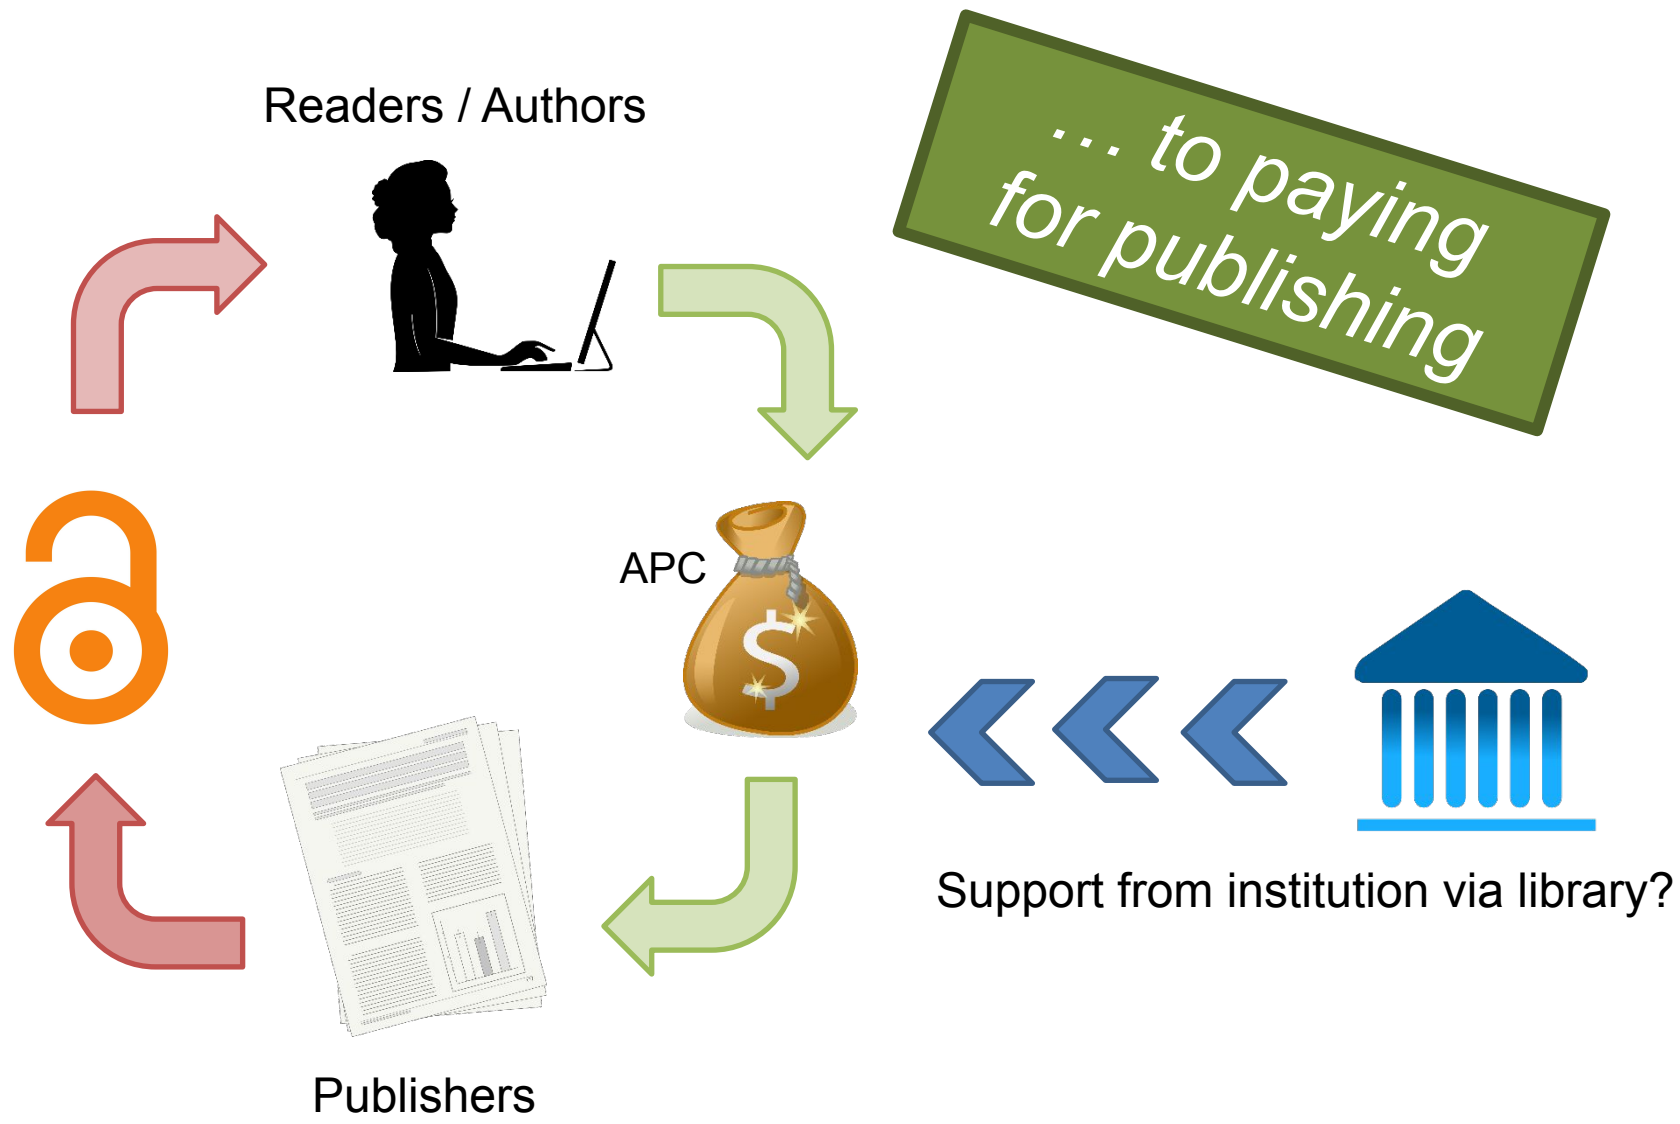 Readers / Authors
... to paying
for publishing
APC
$
Support from institution via library?
Publishers